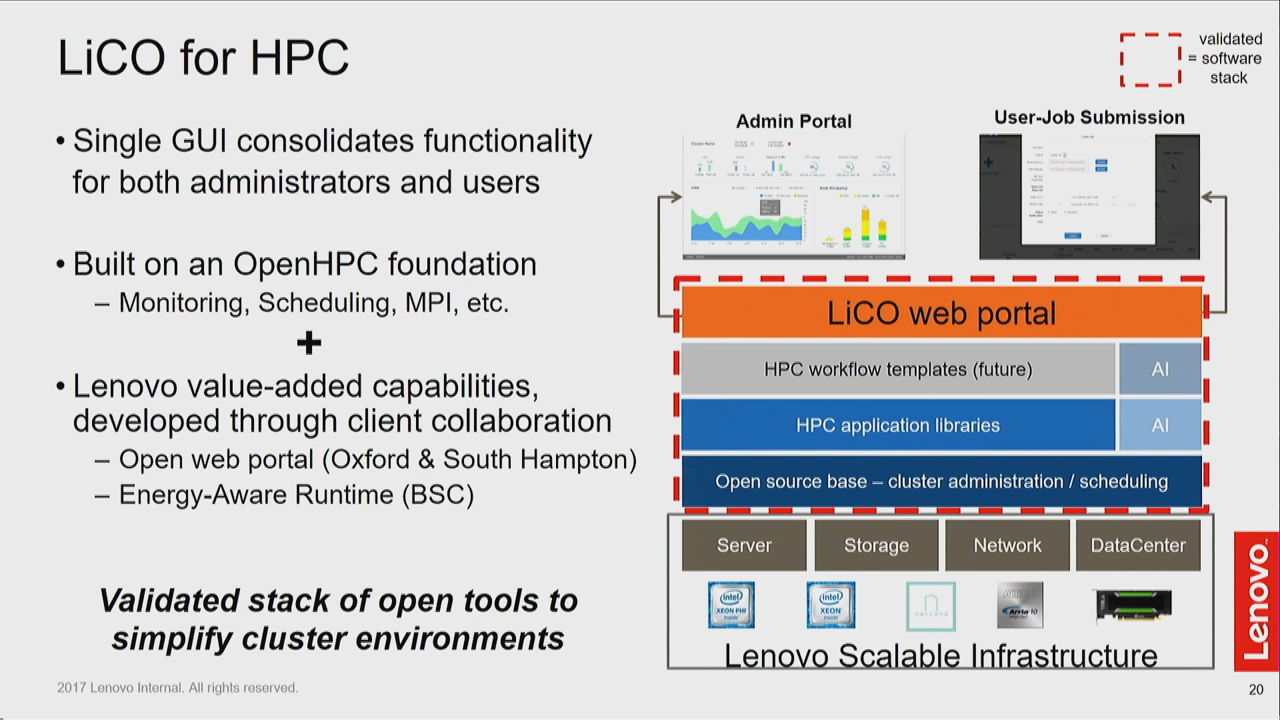 LiCO for HPC
validated
= software
stack
• Single GUI consolidates functionality
for both administrators and users
• Built on an OpenHPC foundation
– Monitoring, Scheduling, MPI, etc.
+
• Lenovo value-added capabilities,
developed through client collaboration
– Open web portal (Oxford & South Hampton)
– Energy-Aware Runtime (BSC)
Validated stack of open tools to
simplify cluster environments
Admin Portal
User-Job Submission
LiCO web portal
HPC workflow templates (future)
AI
HPC application libraries
AI
Open source base – cluster administration / scheduling
Server
Storage
Network
DataCenter
intel
XEON PHI
inside
intel
XEON
inside
nervana
Arria 10
Lenovo Scalable Infrastructure
Lenovo
2017 Lenovo Internal. All rights reserved.
20